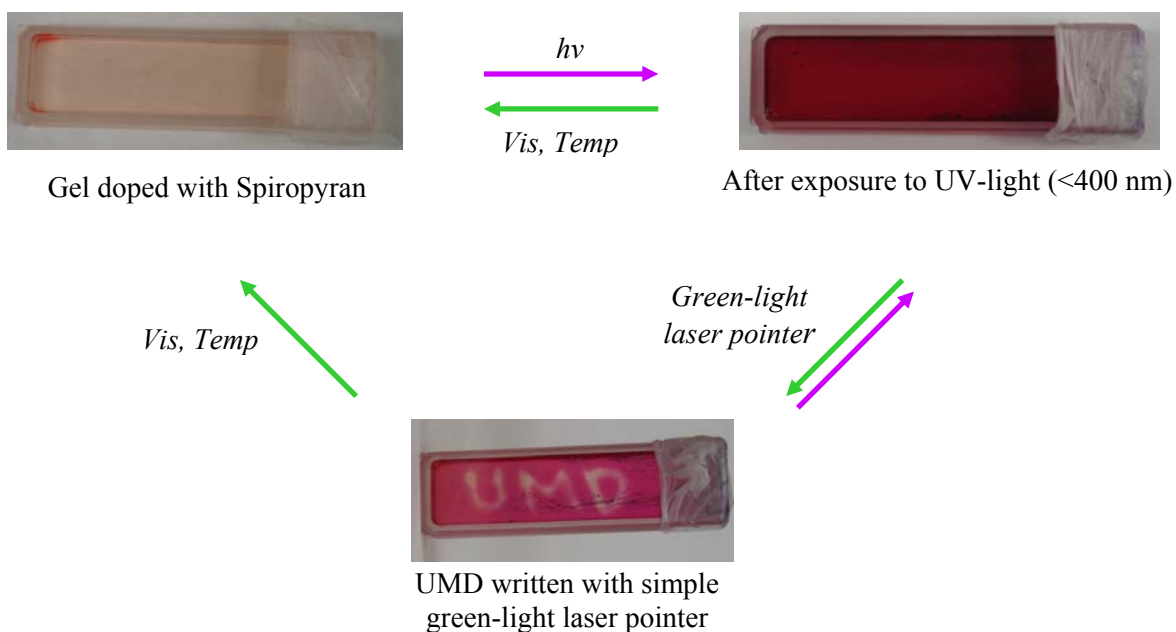 hν
Vis, Temp
Gel doped with Spiropyran
After exposure to UV-light (<400 nm)
Green-light
laser pointer
Vis, Temp
UMD
UMD written with simple
green-light laser pointer